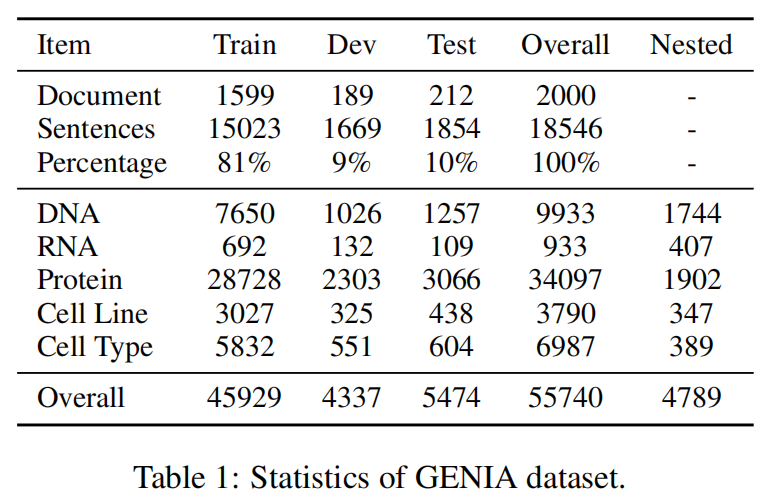 Item Train Dev Test Overall Nested
Document 1599 189 212 2000 -
Sentences 15023 1669 1854 18546 -
Percentage 81% 9% 10% 100% -
DNA 7650 1026 1257 9933 1744
RNA 692 132 109 933 407
Protein 28728 2303 3066 34097 1902
Cell Line 3027 325 438 3790 347
Cell Type 5832 551 604 6987 389
Overall 45929 4337 5474 55740 4789
Table 1: Statistics of GENIA dataset.